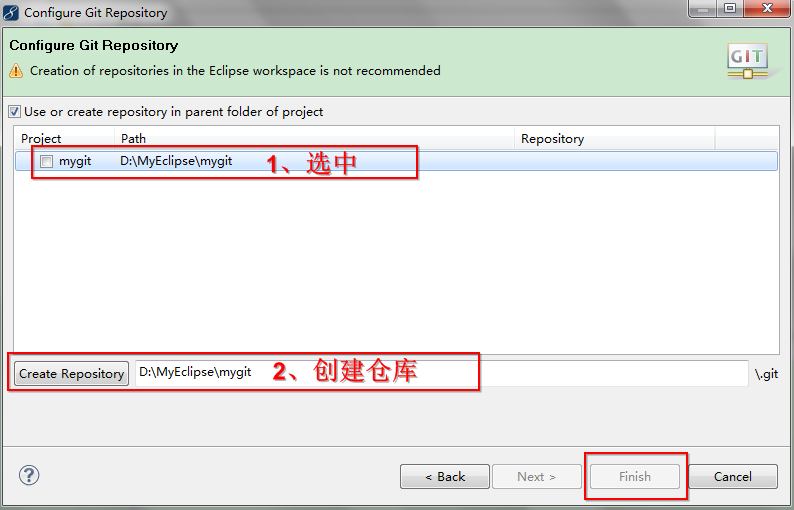 Configure Git Repository
Configure Git Repository
Creation of repositories in the Eclipse workspace is not recommended
GIT
Use or create repository in parent folder of project
Project Path Repository
mygit D:\MyEclipse\mygit 1、选中
Create Repository D:\MyEclipse\mygit 2、创建仓库 \.git
? < Back Next > Finish Cancel